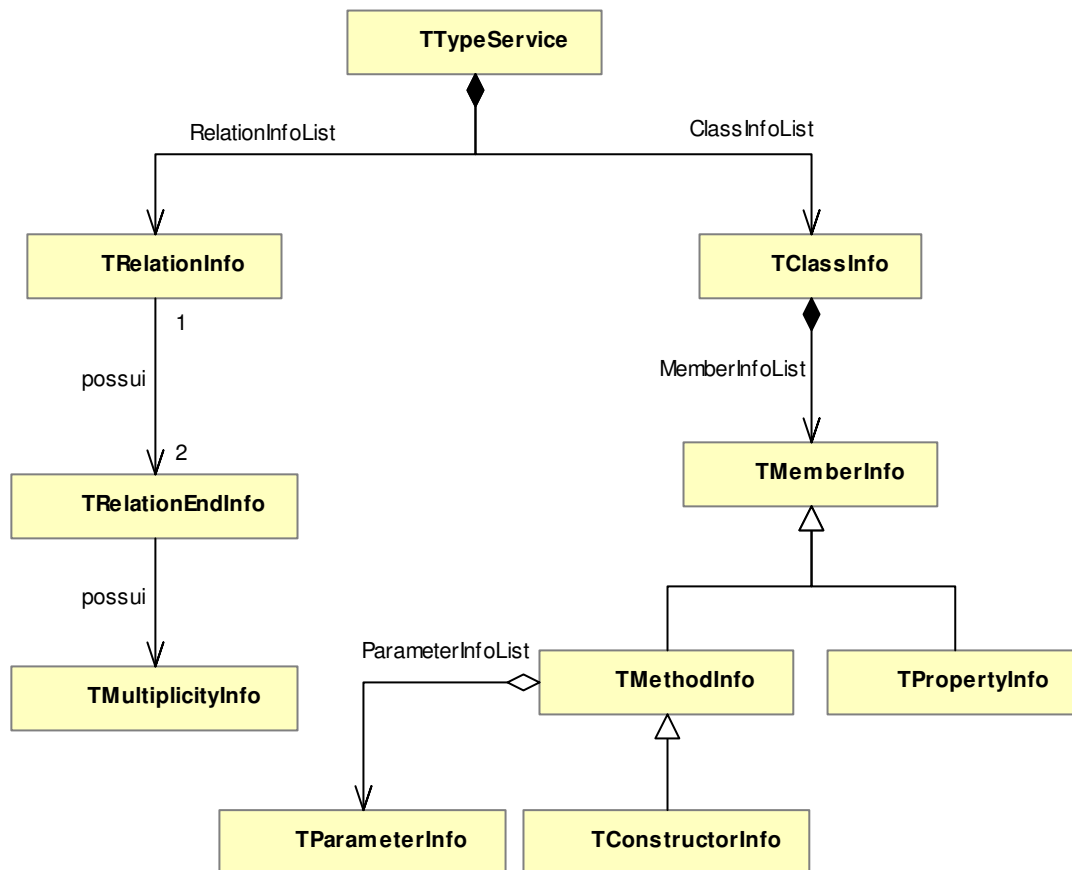 TTypeService
RelationInfoList
ClassInfoList
TRelationInfo
TClassInfo
1
possui
MemberInfoList
2
TRelationEndInfo
TMemberInfo
possui
ParameterInfoList
TMultiplicityInfo
TMethodInfo
TPropertyInfo
TParameterInfo
TConstructorInfo